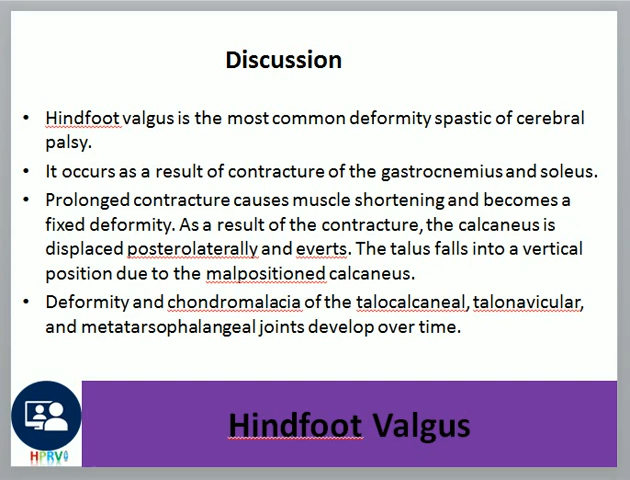 Discussion
• Hindfoot valgus is the most common deformity spastic of cerebral
palsy.
• It occurs as a result of contracture of the gastrocnemius and soleus.
• Prolonged contracture causes muscle shortening and becomes a
fixed deformity. As a result of the contracture, the calcaneus is
displaced posterolaterally and everts. The talus falls into a vertical
position due to the malpositioned calcaneus.
• Deformity and chondromalacia of the talocalcaneal, talonavicular,
and metatarsophalangeal joints develop over time.
Hindfoot Valgus
HPRV